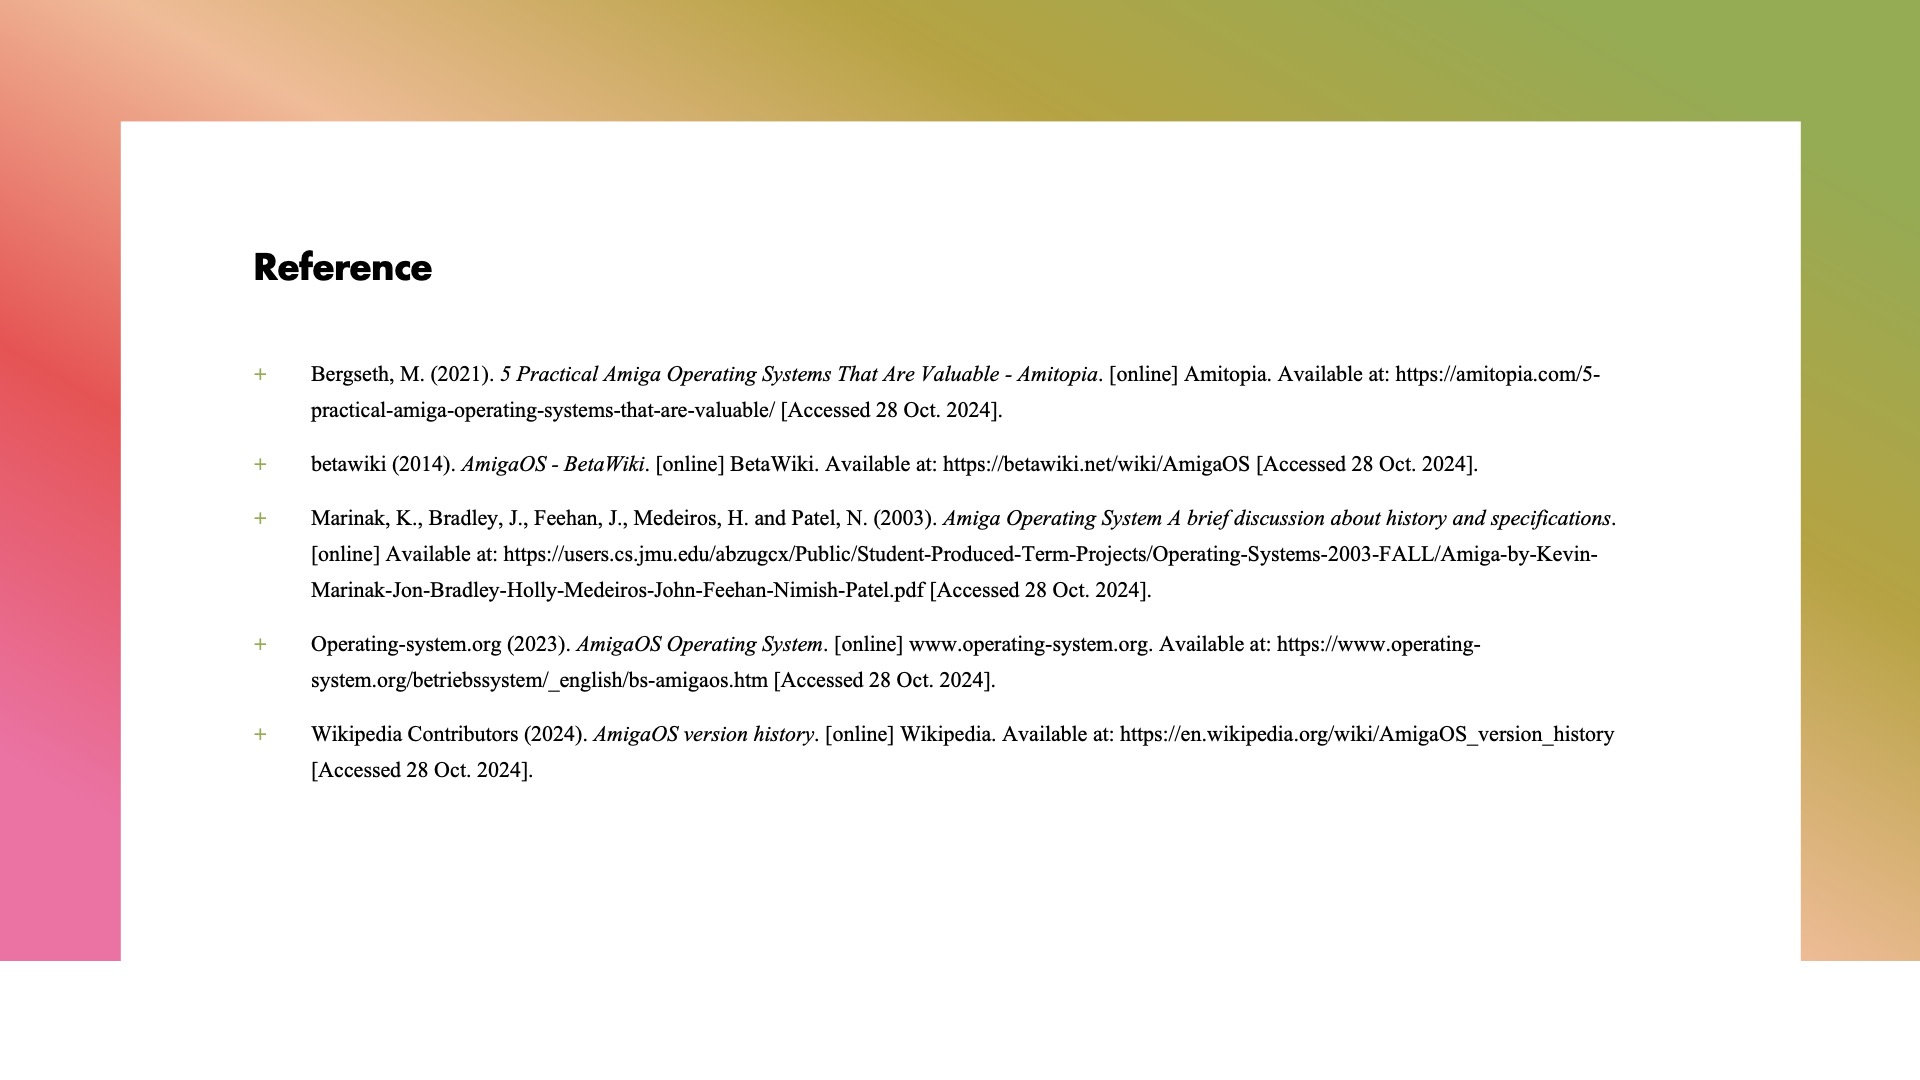 Reference
+ Bergseth, M. (2021). 5 Practical Amiga Operating Systems That Are Valuable - Amitopia. [online] Amitopia. Available at: https://amitopia.com/5-
practical-amiga-operating-systems-that-are-valuable/ [Accessed 28 Oct. 2024].
+ betawiki (2014). AmigaOS - BetaWiki. [online] BetaWiki. Available at: https://betawiki.net/wiki/AmigaOS [Accessed 28 Oct. 2024].
+ Marinak, K., Bradley, J., Feehan, J., Medeiros, H. and Patel, N. (2003). Amiga Operating System A brief discussion about history and specifications.
[online] Available at: https://users.cs.jmu.edu/abzugcx/Public/Student-Produced-Term-Projects/Operating-Systems-2003-FALL/Amiga-by-Kevin-
Marinak-Jon-Bradley-Holly-Medeiros-John-Feehan-Nimish-Patel.pdf [Accessed 28 Oct. 2024].
+ Operating-system.org (2023). AmigaOS Operating System. [online] www.operating-system.org. Available at: https://www.operating-
system.org/betriebssystem/_english/bs-amigaos.htm [Accessed 28 Oct. 2024].
+ Wikipedia Contributors (2024). AmigaOS version history. [online] Wikipedia. Available at: https://en.wikipedia.org/wiki/AmigaOS_version_history
[Accessed 28 Oct. 2024].